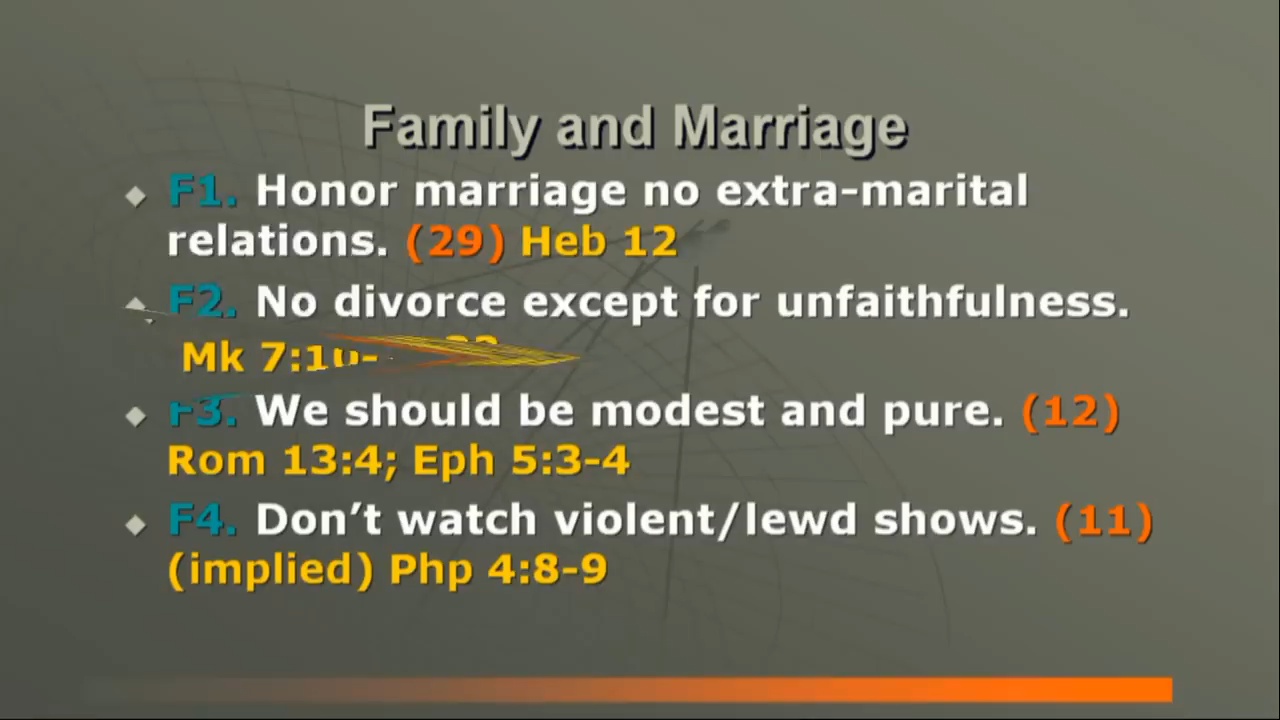 Family and Marriage
F1. Honor marriage no extra-marital
relations. (29) Heb 12
F2. No divorce except for unfaithfulness.
Mk 7:10-
F3. We should be modest and pure. (12)
Rom 13:4; Eph 5:3-4
F4. Don’t watch violent/lewd shows. (11)
(implied) Php 4:8-9